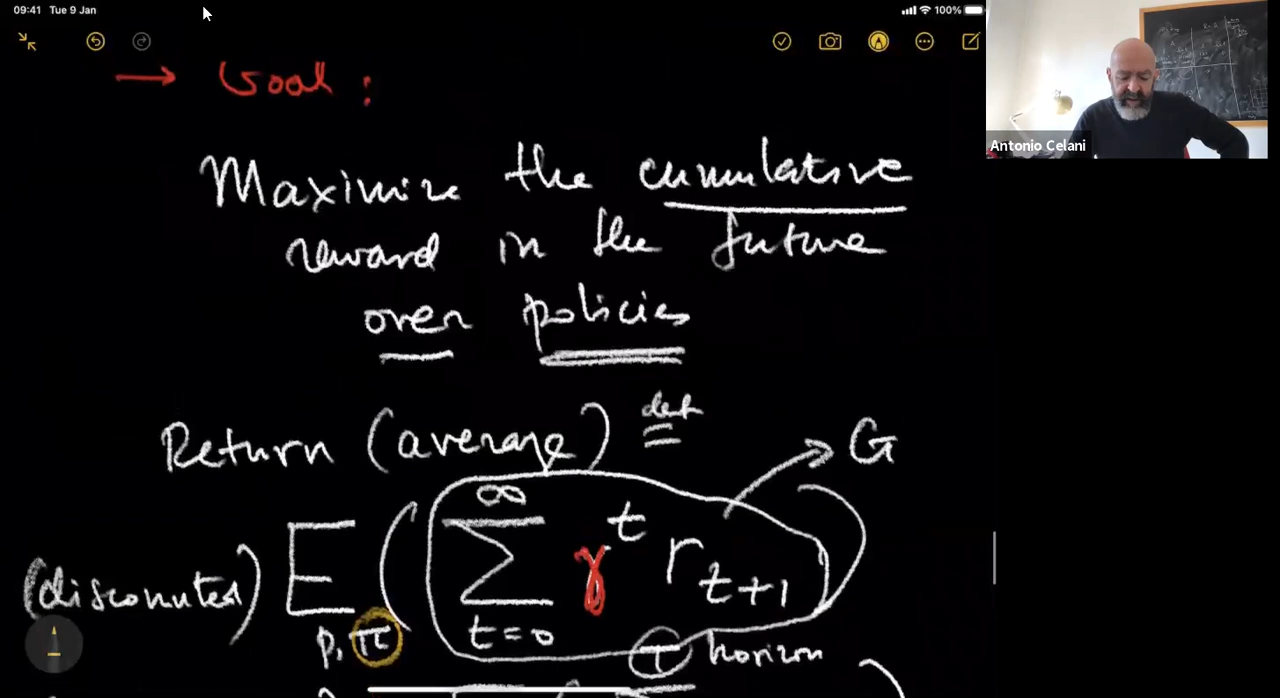 09:41 Tue 9 Jan
100%
→ Goal :
Maximize the cumulative
reward in the future
over policies
Return (average) def =
→ G
(discounted) E ( ∞ Σ t=0 γ^t r_{t+1} )
p, π
T horizon
Antonio Celani